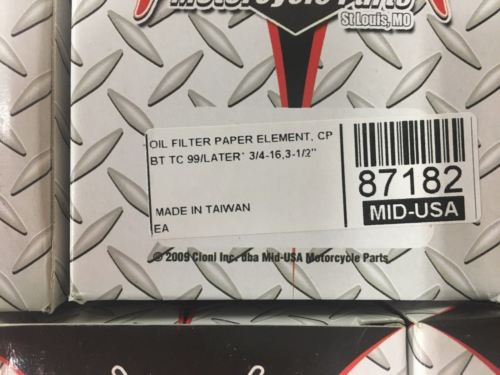 Motorcycle Parts
St Louis, MO
OIL FILTER PAPER ELEMENT, CP
BT TC 99/LATER* 3/4-16,3-1/2"
MADE IN TAIWAN
EA
87182
MID-USA
© 2009 Cioni Inc. dba Mid-USA Motorcycle Parts